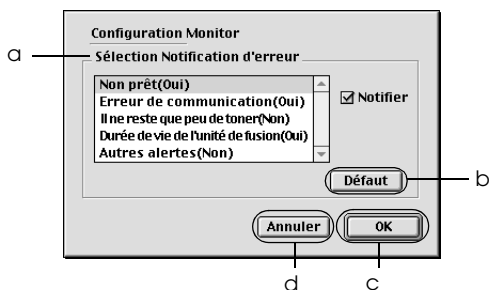 Configuration Monitor
a
Sélection Notification d'erreur
Non prêt(Oui)
Erreur de communication(Oui)
Il ne reste que peu de toner(Non)
Durée de vie de l'unité de fusion(Oui)
Autres alertes(Non)
Notifier
Défaut
b
Annuler
OK
d
c